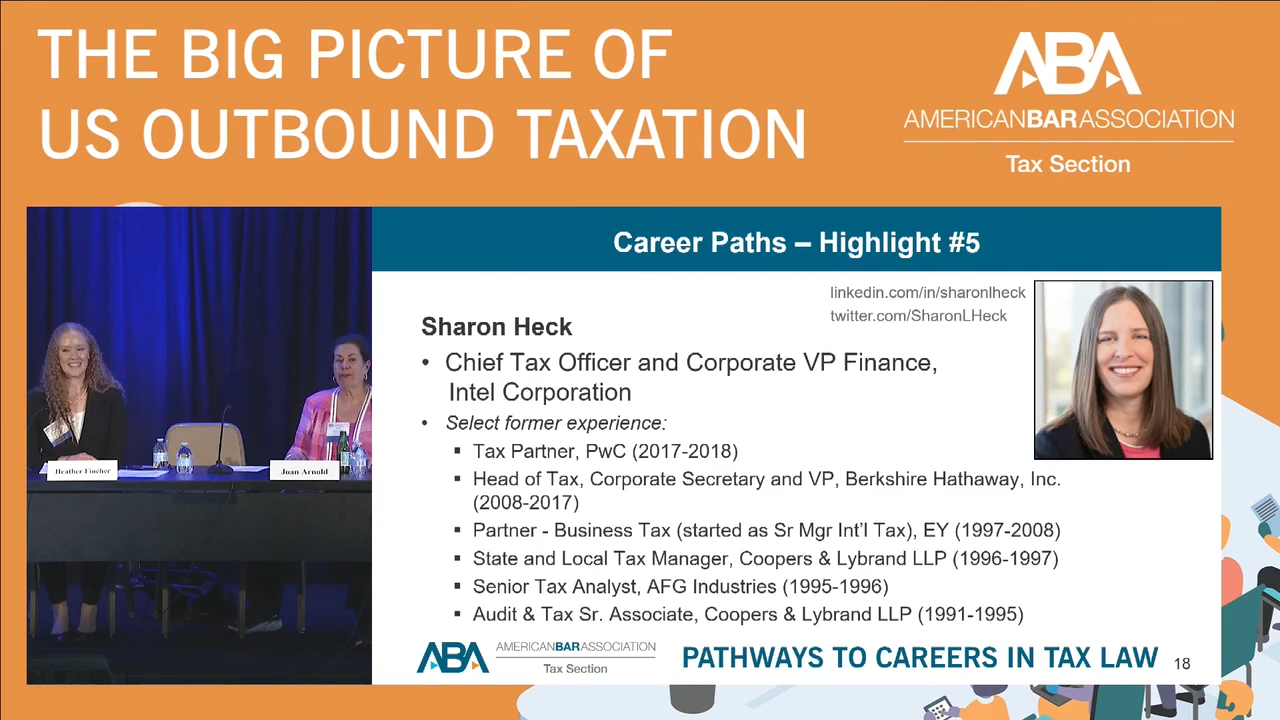 THE BIG PICTURE OF
US OUTBOUND TAXATION
ABA
AMERICANBARASSOCIATION
Tax Section
Career Paths – Highlight #5
linkedin.com/in/sharonlheck
twitter.com/SharonLHeck
Sharon Heck
• Chief Tax Officer and Corporate VP Finance,
Intel Corporation
• Select former experience:
▪ Tax Partner, PwC (2017-2018)
▪ Head of Tax, Corporate Secretary and VP, Berkshire Hathaway, Inc.
(2008-2017)
▪ Partner - Business Tax (started as Sr Mgr Int'l Tax), EY (1997-2008)
▪ State and Local Tax Manager, Coopers & Lybrand LLP (1996-1997)
▪ Senior Tax Analyst, AFG Industries (1995-1996)
▪ Audit & Tax Sr. Associate, Coopers & Lybrand LLP (1991-1995)
ABA
AMERICANBARASSOCIATION
Tax Section
PATHWAYS TO CAREERS IN TAX LAW
18
Heather Fincher
Joan Arnold